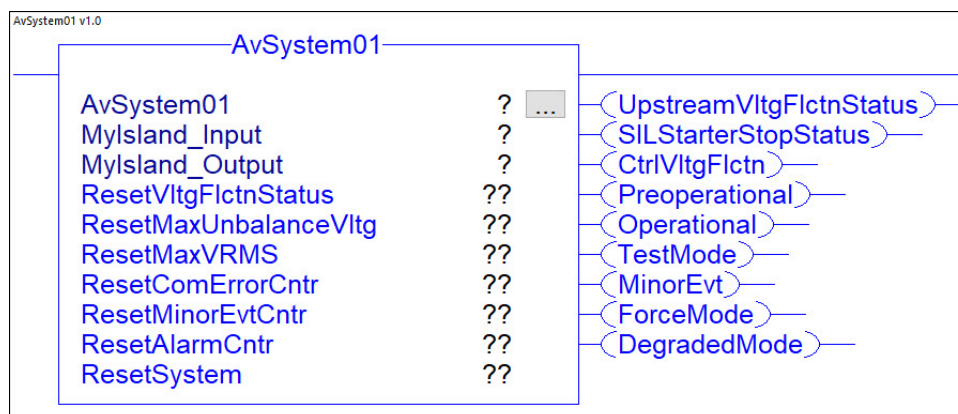 AvSystem01 v1.0
AvSystem01
AvSystem01 ? ... UpstreamVltgFlctnStatus
MyIsland_Input ? SILStarterStopStatus
MyIsland_Output ? CtrlVltgFlctn
ResetVltgFlctnStatus ?? Preoperational
ResetMaxUnbalanceVltg ?? Operational
ResetMaxVRMS ?? TestMode
ResetComErrorCntr ?? MinorEvt
ResetMinorEvtCntr ?? ForceMode
ResetAlarmCntr ?? DegradedMode
ResetSystem ??